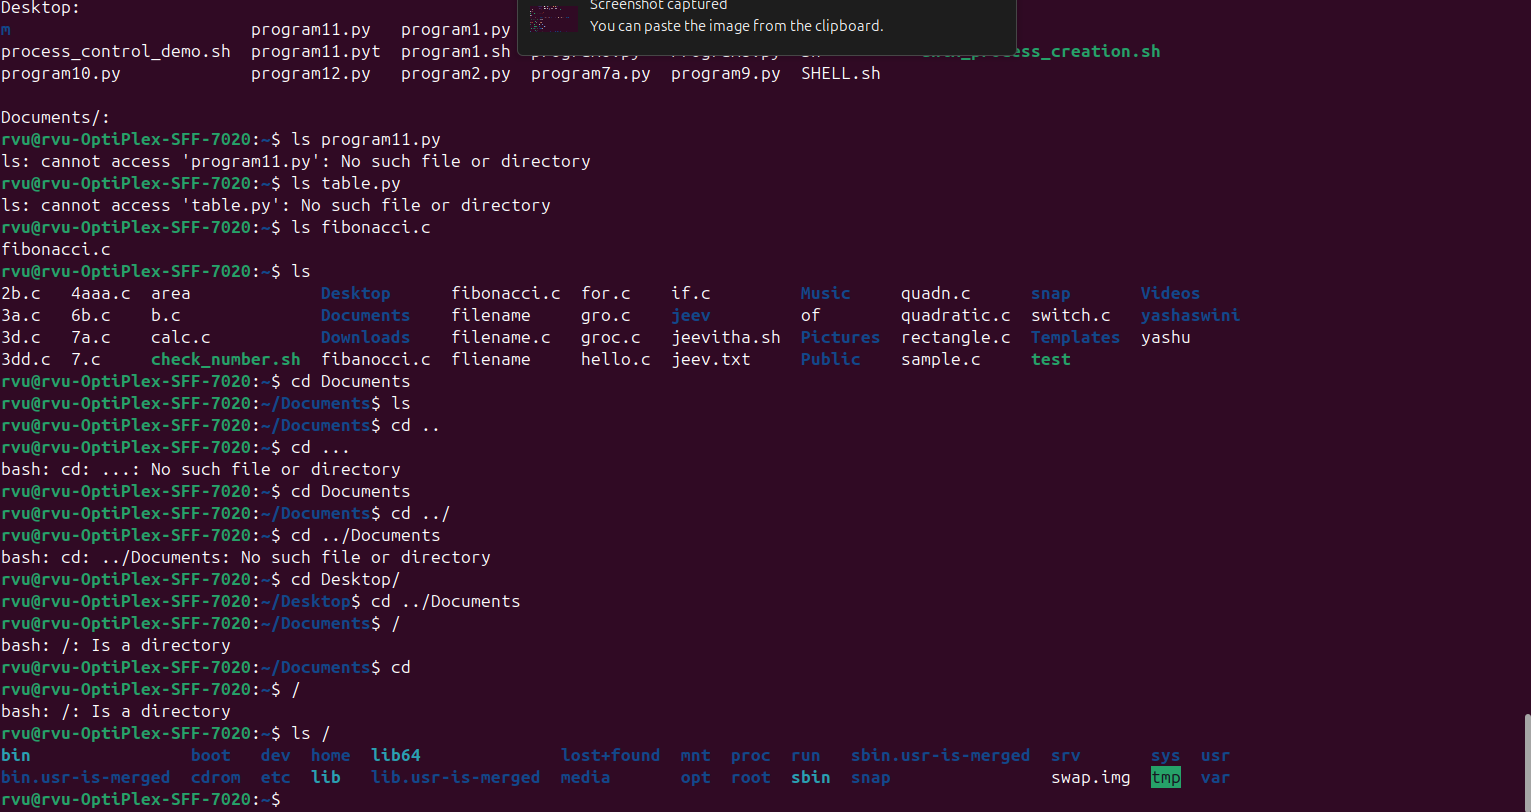 Desktop:
Screenshot captured
m program11.py program1.py
You can paste the image from the clipboard.
process_control_demo.sh program11.pyt program1.sh
program10.py program12.py program2.py program7a.py program9.py SHELL.sh
Documents/:
rvu@rvu-OptiPlex-SFF-7020:~$ ls program11.py
ls: cannot access 'program11.py': No such file or directory
rvu@rvu-OptiPlex-SFF-7020:~$ ls table.py
ls: cannot access 'table.py': No such file or directory
rvu@rvu-OptiPlex-SFF-7020:~$ ls fibonacci.c
fibonacci.c
rvu@rvu-OptiPlex-SFF-7020:~$ ls
2b.c 4aaa.c area Desktop fibonacci.c for.c if.c Music quadn.c snap Videos
3a.c 6b.c b.c Documents filename gro.c jeev of quadratic.c switch.c yashaswini
3d.c 7a.c calc.c Downloads filename.c groc.c jeevitha.sh Pictures rectangle.c Templates yashu
3dd.c 7.c check_number.sh fibanocci.c fliename hello.c jeev.txt Public sample.c test
rvu@rvu-OptiPlex-SFF-7020:~$ cd Documents
rvu@rvu-OptiPlex-SFF-7020:~/Documents$ ls
rvu@rvu-OptiPlex-SFF-7020:~/Documents$ cd ..
rvu@rvu-OptiPlex-SFF-7020:~$ cd ...
bash: cd: ...: No such file or directory
rvu@rvu-OptiPlex-SFF-7020:~$ cd Documents
rvu@rvu-OptiPlex-SFF-7020:~/Documents$ cd ../
rvu@rvu-OptiPlex-SFF-7020:~$ cd ../Documents
bash: cd: ../Documents: No such file or directory
rvu@rvu-OptiPlex-SFF-7020:~$ cd Desktop/
rvu@rvu-OptiPlex-SFF-7020:~/Desktop$ cd ../Documents
rvu@rvu-OptiPlex-SFF-7020:~/Documents$ /
bash: /: Is a directory
rvu@rvu-OptiPlex-SFF-7020:~/Documents$ cd
rvu@rvu-OptiPlex-SFF-7020:~$ /
bash: /: Is a directory
rvu@rvu-OptiPlex-SFF-7020:~$ ls /
bin boot dev home lib64 lost+found mnt proc run sbin.usr-is-merged srv sys usr
bin.usr-is-merged cdrom etc lib lib.usr-is-merged media opt root sbin snap swap.img tmp var
rvu@rvu-OptiPlex-SFF-7020:~$